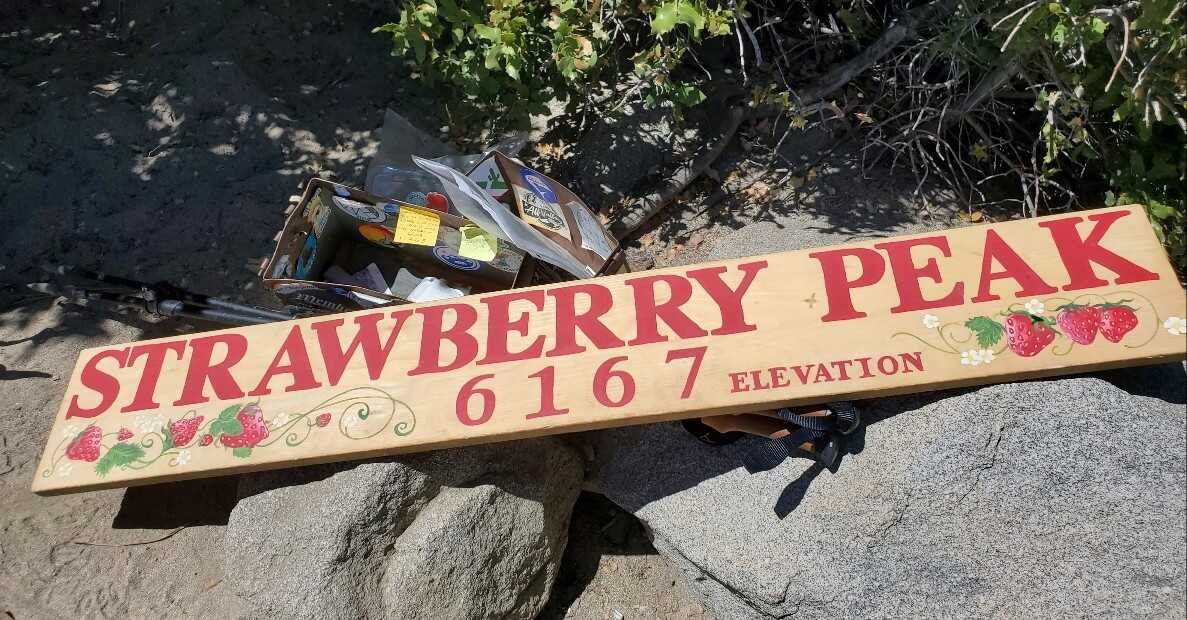 STRAWBERRY PEAK
6167 ELEVATION